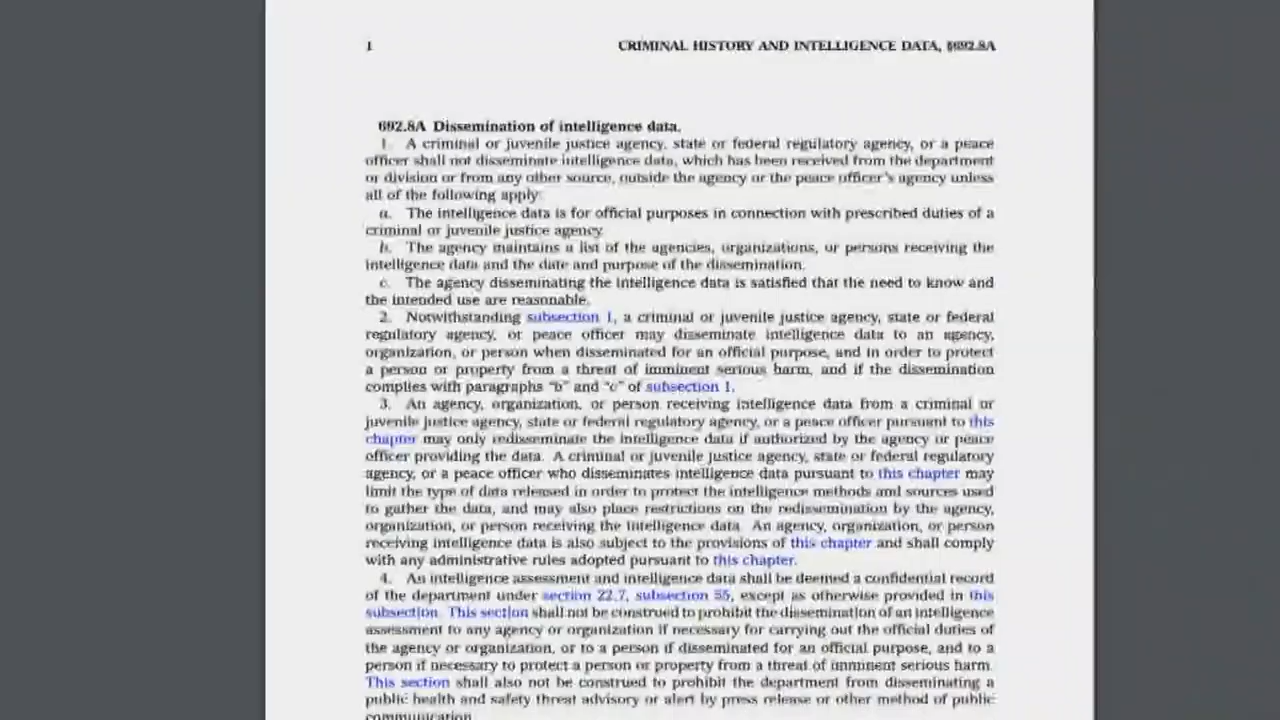 1 CRIMINAL HISTORY AND INTELLIGENCE DATA, §692.8A
692.8A Dissemination of intelligence data.
1. A criminal or juvenile justice agency, state or federal regulatory agency, or a peace
officer shall not disseminate intelligence data, which has been received from the department
or division or from any other source, outside the agency or the peace officer's agency unless
all of the following apply:
a. The intelligence data is for official purposes in connection with prescribed duties of a
criminal or juvenile justice agency.
b. The agency maintains a list of the agencies, organizations, or persons receiving the
intelligence data and the date and purpose of the dissemination.
c. The agency disseminating the intelligence data is satisfied that the need to know and
the intended use are reasonable.
2. Notwithstanding subsection 1, a criminal or juvenile justice agency, state or federal
regulatory agency, or peace officer may disseminate intelligence data to an agency,
organization, or person when disseminated for an official purpose, and in order to protect
a person or property from a threat of imminent serious harm, and if the dissemination
complies with paragraphs "b" and "c" of subsection 1.
3. An agency, organization, or person receiving intelligence data from a criminal or
juvenile justice agency, state or federal regulatory agency, or a peace officer pursuant to this
chapter may only redisseminate the intelligence data if authorized by the agency or peace
officer providing the data. A criminal or juvenile justice agency, state or federal regulatory
agency, or a peace officer who disseminates intelligence data pursuant to this chapter may
limit the type of data released in order to protect the intelligence methods and sources used
to gather the data, and may also place restrictions on the redissemination by the agency,
organization, or person receiving the intelligence data. An agency, organization, or person
receiving intelligence data is also subject to the provisions of this chapter and shall comply
with any administrative rules adopted pursuant to this chapter.
4. An intelligence assessment and intelligence data shall be deemed a confidential record
of the department under section 22.7, subsection 55, except as otherwise provided in this
subsection. This section shall not be construed to prohibit the dissemination of an intelligence
assessment to any agency or organization if necessary for carrying out the official duties of
the agency or organization, or to a person if disseminated for an official purpose, and to a
person if necessary to protect a person or property from a threat of imminent serious harm.
This section shall also not be construed to prohibit the department from disseminating a
public health and safety threat advisory or alert by press release or other method of public
communication.